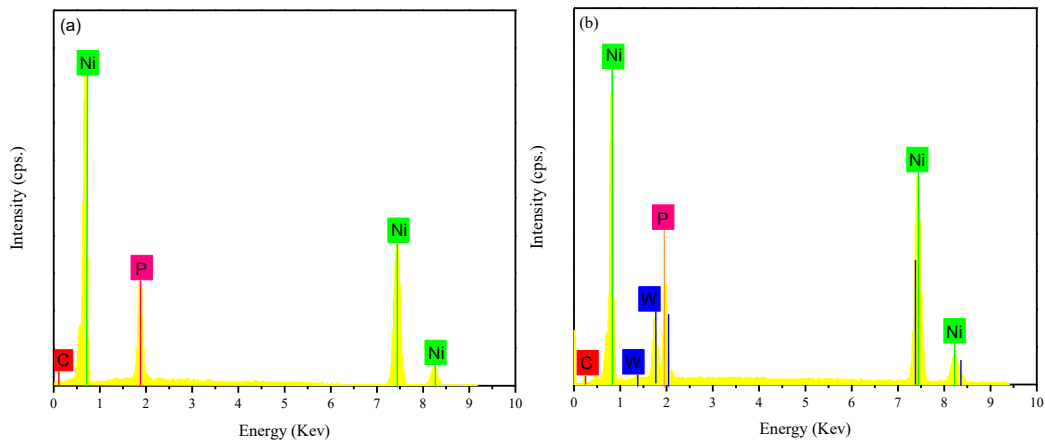 (a)
Ni
P
C
Ni
Ni
Intensity (cps.)
0 1 2 3 4 5 6 7 8 9 10
Energy (Kev)
(b)
Ni
P
W
W
C
Ni
Ni
Intensity (cps.)
0 1 2 3 4 5 6 7 8 9 10
Energy (Kev)